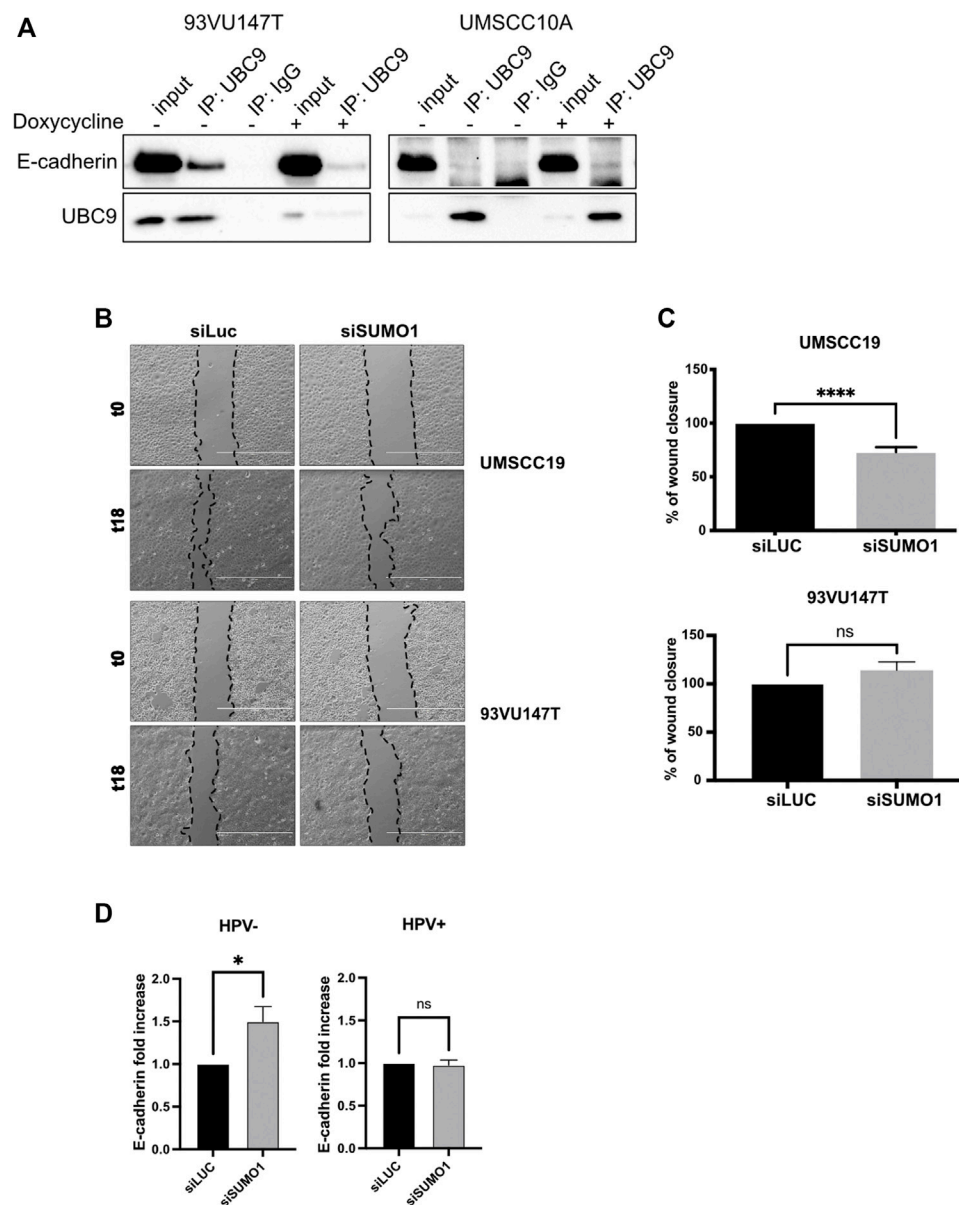 A
93VU147T
UMSCC10A
input
IP: UBC9
IP: IgG
input
IP: UBC9
input
IP: UBC9
IP: IgG
input
IP: UBC9
Doxycycline - - - + + - - - + +
E-cadherin
UBC9
B
siLuc siSUMO1
t0
UMSCC19
t18
t0
93VU147T
t18
C
UMSCC19
% of wound closure
150
100
50
0
****
siLUC siSUMO1
93VU147T
% of wound closure
150
100
50
0
ns
siLUC siSUMO1
D
HPV-
E-cadherin fold increase
2.0
1.5
1.0
0.5
0.0
*
siLUC
siSUMO1
HPV+
E-cadherin fold increase
2.0
1.5
1.0
0.5
0.0
ns
siLUC
siSUMO1